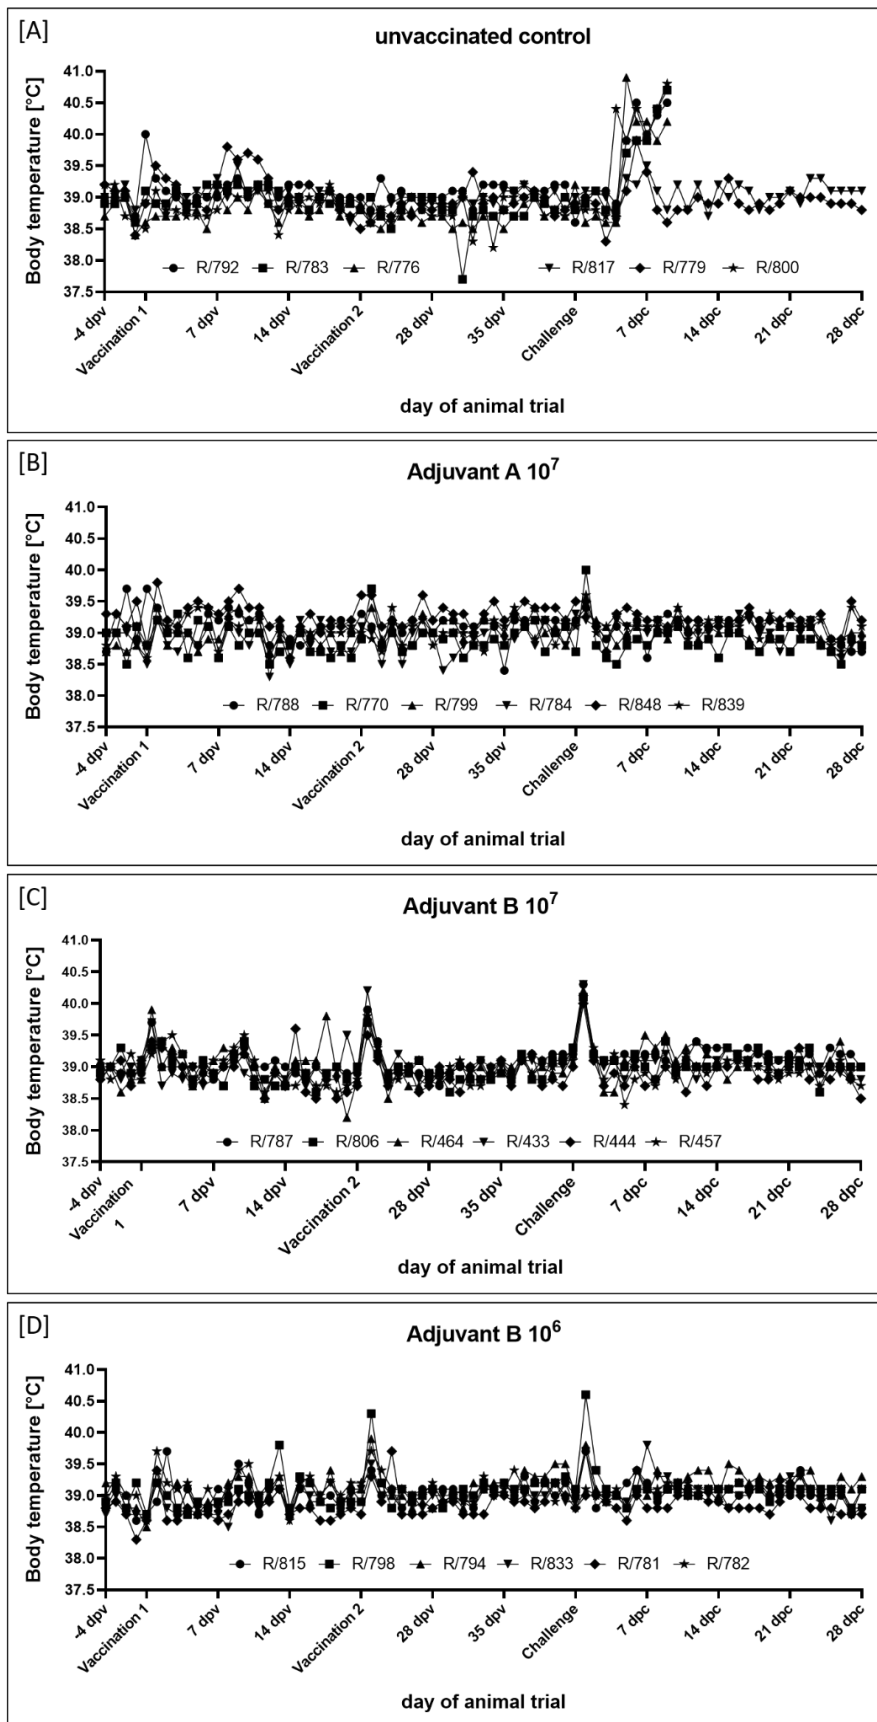 [A]
unvaccinated control
Body temperature [°C]
41.0
40.5
40.0
39.5
39.0
38.5
38.0
37.5
R/792 R/783 R/776 R/817 R/779 R/800
-4 dpv Vaccination 1 7 dpv 14 dpv Vaccination 2 28 dpv 35 dpv Challenge 7 dpc 14 dpc 21 dpc 28 dpc
day of animal trial
[B]
Adjuvant A 10⁷
Body temperature [°C]
41.0
40.5
40.0
39.5
39.0
38.5
38.0
37.5
R/788 R/770 R/799 R/784 R/848 R/839
-4 dpv Vaccination 1 7 dpv 14 dpv Vaccination 2 28 dpv 35 dpv Challenge 7 dpc 14 dpc 21 dpc 28 dpc
day of animal trial
[C]
Adjuvant B 10⁷
Body temperature [°C]
41.0
40.5
40.0
39.5
39.0
38.5
38.0
37.5
R/787 R/806 R/464 R/433 R/444 R/457
-4 dpv Vaccination 1 7 dpv 14 dpv Vaccination 2 28 dpv 35 dpv Challenge 7 dpc 14 dpc 21 dpc 28 dpc
day of animal trial
[D]
Adjuvant B 10⁶
Body temperature [°C]
41.0
40.5
40.0
39.5
39.0
38.5
38.0
37.5
R/815 R/798 R/794 R/833 R/781 R/782
-4 dpv Vaccination 1 7 dpv 14 dpv Vaccination 2 28 dpv 35 dpv Challenge 7 dpc 14 dpc 21 dpc 28 dpc
day of animal trial